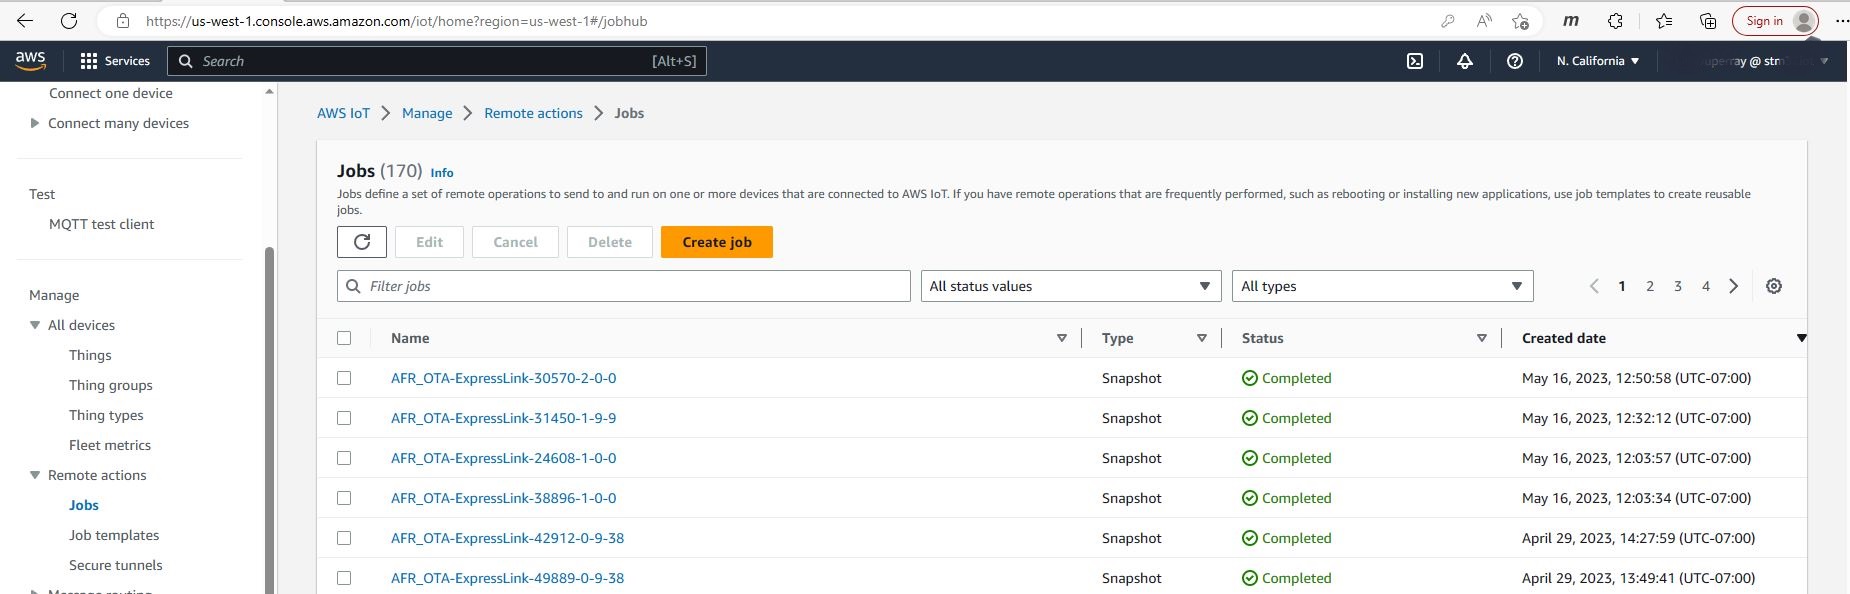 https://us-west-1.console.aws.amazon.com/iot/home?region=us-west-1#/jobhub
Sign in
aws Services Search [Alt+S] N. California @ stm
Connect one device
Connect many devices
Test
MQTT test client
Manage
All devices
Things
Thing groups
Thing types
Fleet metrics
Remote actions
Jobs
Job templates
Secure tunnels
Message routing
AWS IoT > Manage > Remote actions > Jobs
Jobs (170) Info
Jobs define a set of remote operations to send to and run on one or more devices that are connected to AWS IoT. If you have remote operations that are frequently performed, such as rebooting or installing new applications, use job templates to create reusable
jobs.
Edit Cancel Delete Create job
Filter jobs All status values All types 1 2 3 4
Name Type Status Created date
AFR_OTA-ExpressLink-30570-2-0-0 Snapshot Completed May 16, 2023, 12:50:58 (UTC-07:00)
AFR_OTA-ExpressLink-31450-1-9-9 Snapshot Completed May 16, 2023, 12:32:12 (UTC-07:00)
AFR_OTA-ExpressLink-24608-1-0-0 Snapshot Completed May 16, 2023, 12:03:57 (UTC-07:00)
AFR_OTA-ExpressLink-38896-1-0-0 Snapshot Completed May 16, 2023, 12:03:34 (UTC-07:00)
AFR_OTA-ExpressLink-42912-0-9-38 Snapshot Completed April 29, 2023, 14:27:59 (UTC-07:00)
AFR_OTA-ExpressLink-49889-0-9-38 Snapshot Completed April 29, 2023, 13:49:41 (UTC-07:00)